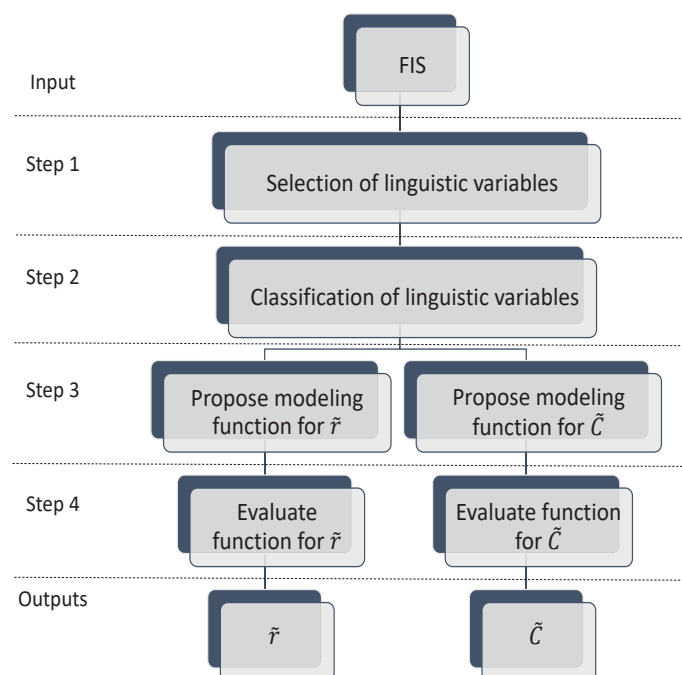 Input
FIS
Step 1
Selection of linguistic variables
Step 2
Classification of linguistic variables
Step 3
Propose modeling
function for r̃
Propose modeling
function for C̃
Step 4
Evaluate
function for r̃
Evaluate function
for C̃
Outputs
r̃
C̃